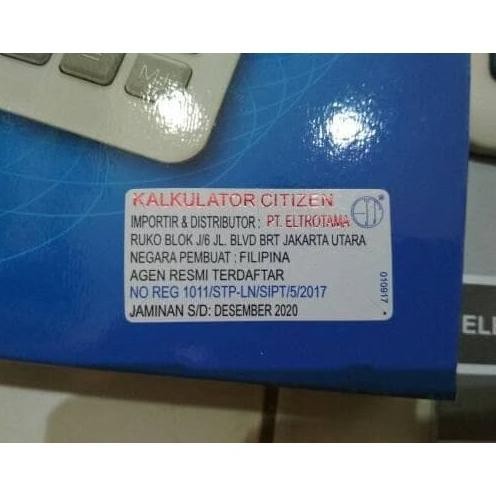 KALKULATOR CITIZEN
IMPORTIR & DISTRIBUTOR : PT. ELTROTAMA
RUKO BLOK J/6 JL. BLVD BRT JAKARTA UTARA
NEGARA PEMBUAT : FILIPINA
AGEN RESMI TERDAFTAR
NO REG 1011/STP-LN/SIPT/5/2017
JAMINAN S/D: DESEMBER 2020
010917